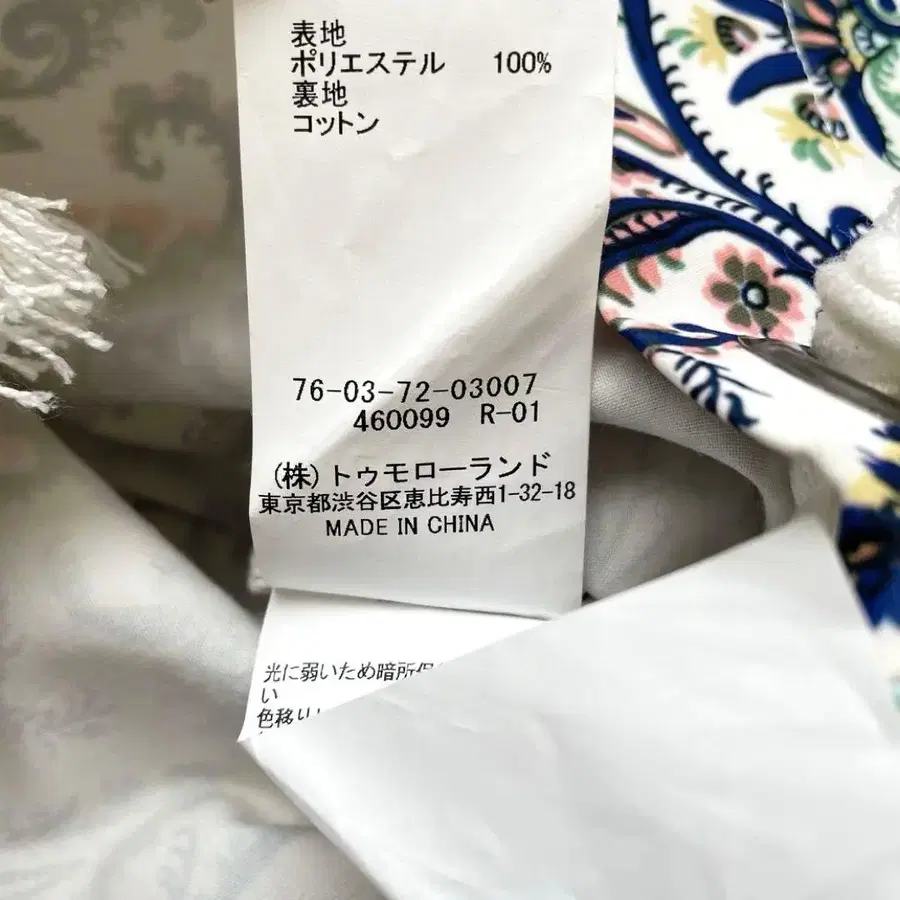 表地
ポリエステル 100%
裏地
コットン
76-03-72-03007
460099 R-01
(株)トゥモローランド
東京都渋谷区恵比寿西1-32-18
MADE IN CHINA
光に弱いため暗所保
い
色移り